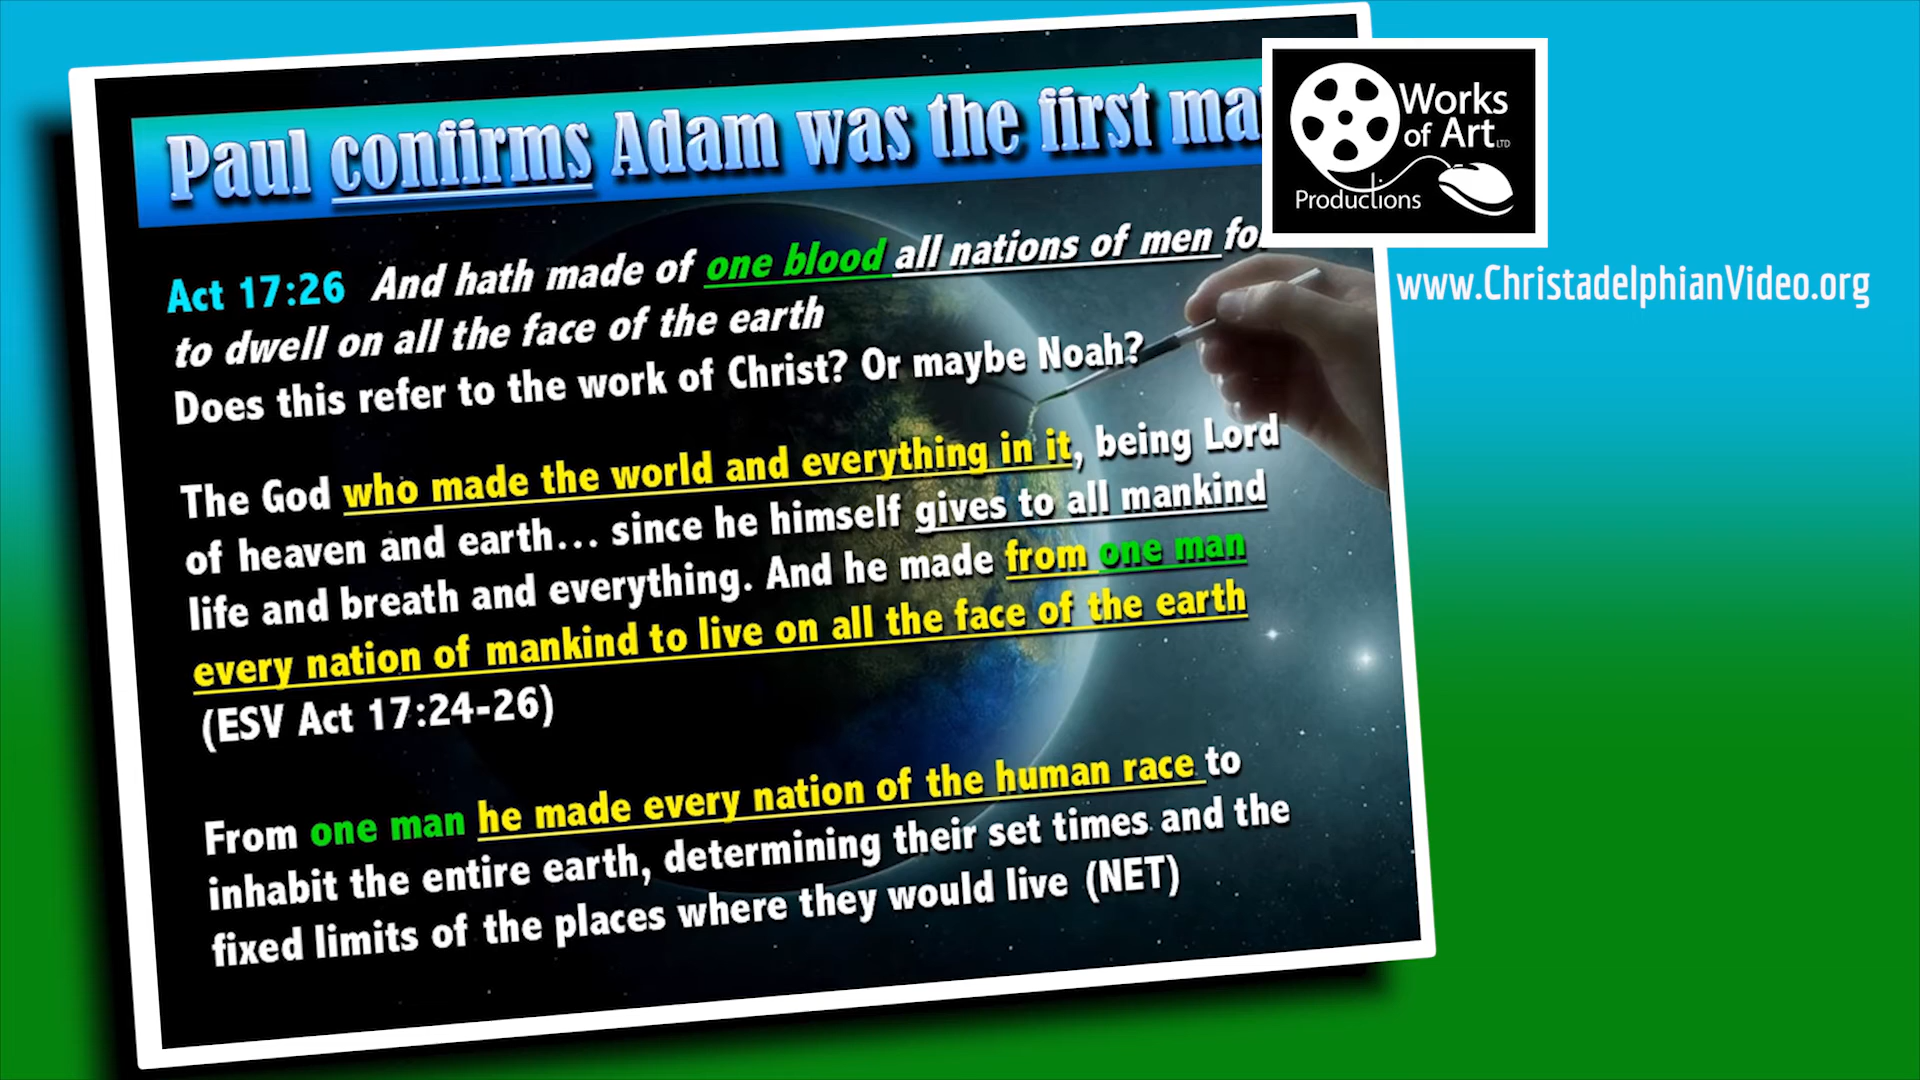 Paul confirms Adam was the first ma
Act 17:26 And hath made of one blood all nations of men fo
to dwell on all the face of the earth
Does this refer to the work of Christ? Or maybe Noah?
The God who made the world and everything in it, being Lord
of heaven and earth... since he himself gives to all mankind
life and breath and everything. And he made from one man
every nation of mankind to live on all the face of the earth
(ESV Act 17:24-26)
From one man he made every nation of the human race to
inhabit the entire earth, determining their set times and the
fixed limits of the places where they would live (NET)
Works
of Art LTD
Productions
www.ChristadelphianVideo.org